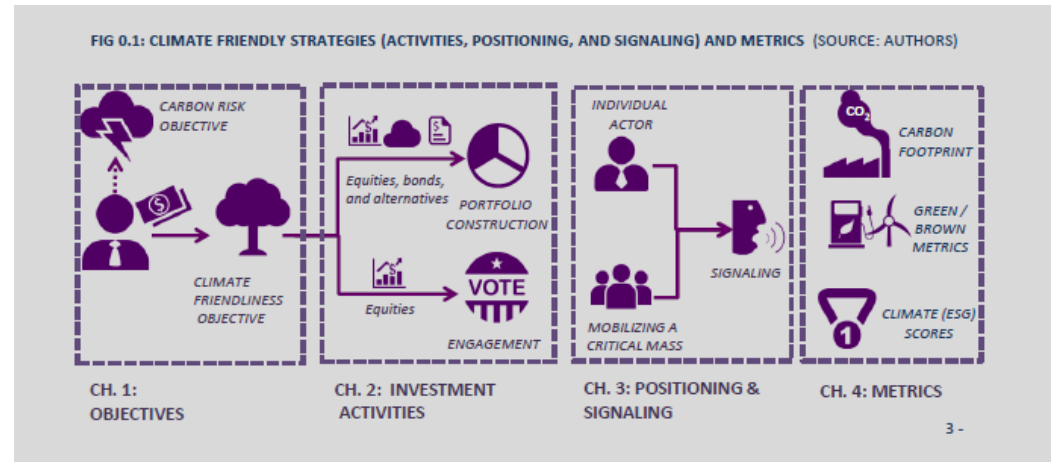 FIG 0.1: CLIMATE FRIENDLY STRATEGIES (ACTIVITIES, POSITIONING, AND SIGNALING) AND METRICS (SOURCE: AUTHORS)
CARBON RISK
OBJECTIVE
CLIMATE
FRIENDLINESS
OBJECTIVE
CH. 1:
OBJECTIVES
Equities, bonds,
and alternatives
PORTFOLIO
CONSTRUCTION
Equities
VOTE
ENGAGEMENT
CH. 2: INVESTMENT
ACTIVITIES
INDIVIDUAL
ACTOR
SIGNALING
MOBILIZING A
CRITICAL MASS
CH. 3: POSITIONING &
SIGNALING
CO2
CARBON
FOOTPRINT
GREEN /
BROWN
METRICS
1
CLIMATE (ESG)
SCORES
CH. 4: METRICS
3 -